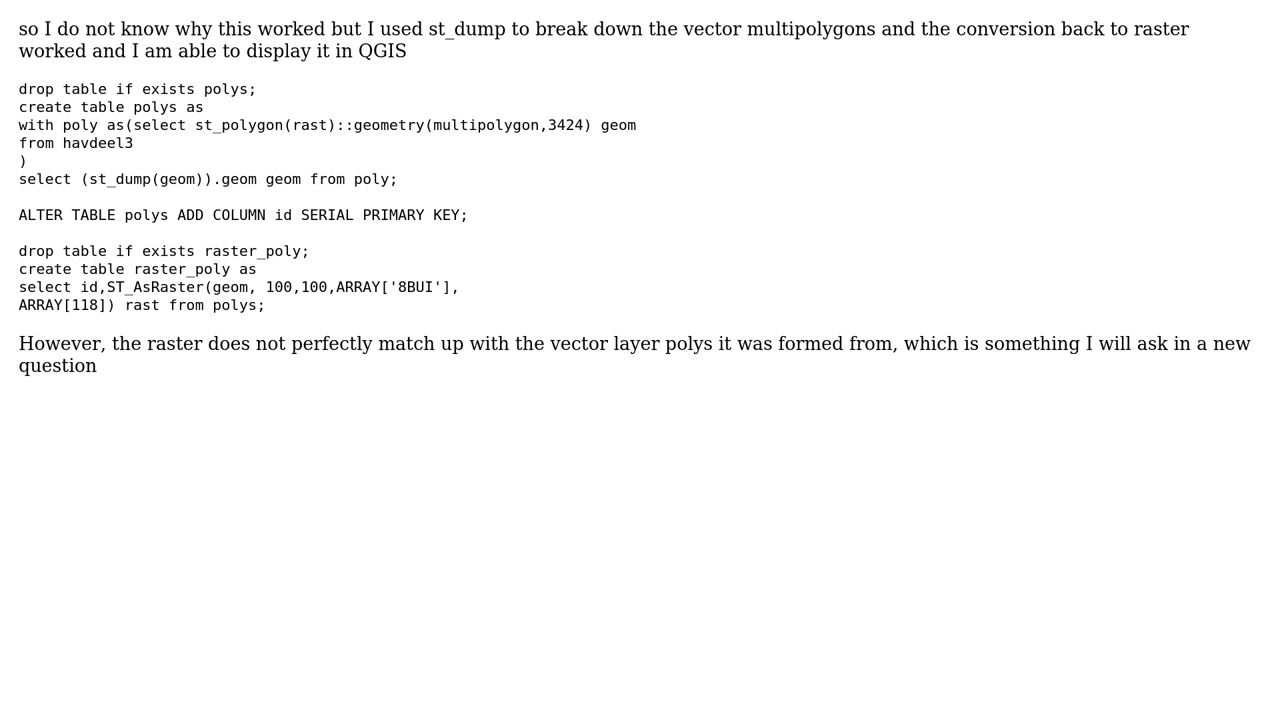 so I do not know why this worked but I used st_dump to break down the vector multipolygons and the conversion back to raster
worked and I am able to display it in QGIS
drop table if exists polys;
create table polys as
with poly as(select st_polygon(rast)::geometry(multipolygon,3424) geom
from havdeel3
)
select (st_dump(geom)).geom geom from poly;
ALTER TABLE polys ADD COLUMN id SERIAL PRIMARY KEY;
drop table if exists raster_poly;
create table raster_poly as
select id,ST_AsRaster(geom, 100,100,ARRAY['8BUI'],
ARRAY[118]) rast from polys;
However, the raster does not perfectly match up with the vector layer polys it was formed from, which is something I will ask in a new
question